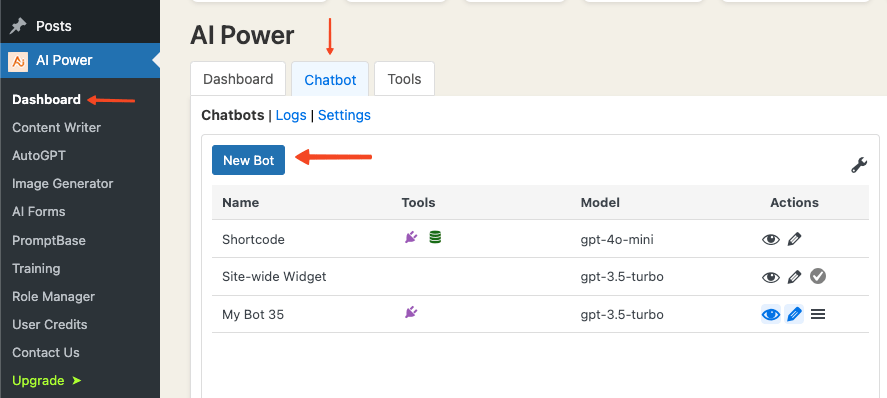 Posts
AI Power
Dashboard
Content Writer
AutoGPT
Image Generator
AI Forms
PromptBase
Training
Role Manager
User Credits
Contact Us
Upgrade ➤
AI Power
Dashboard Chatbot Tools
Chatbots | Logs | Settings
New Bot
Name Tools Model Actions
Shortcode gpt-4o-mini
Site-wide Widget gpt-3.5-turbo
My Bot 35 gpt-3.5-turbo